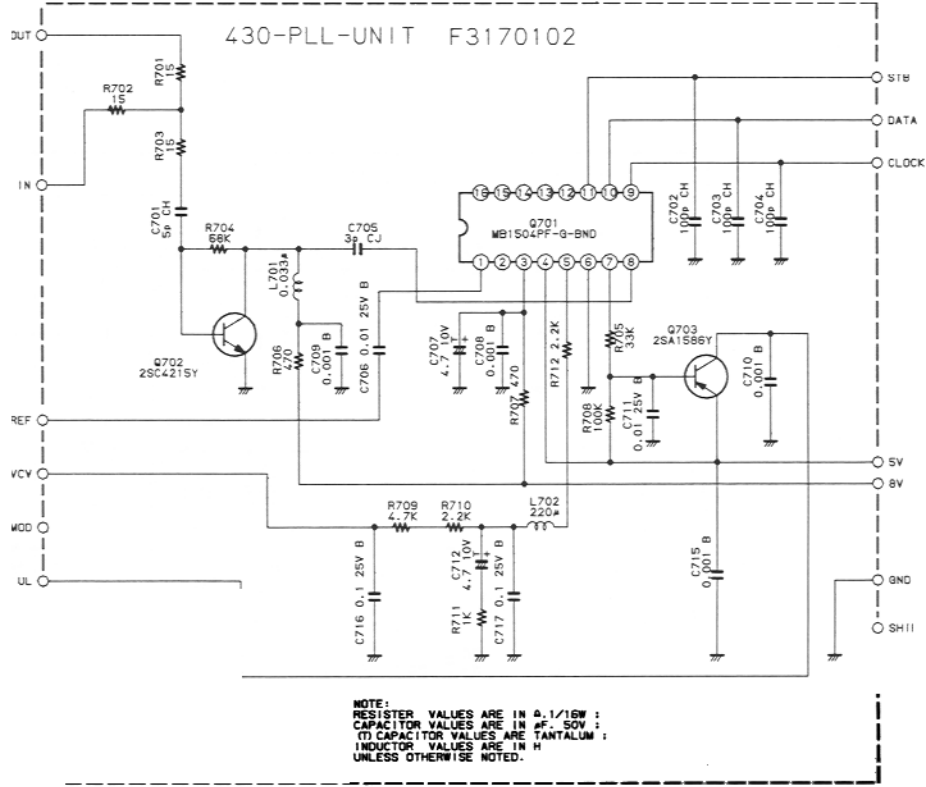 430-PLL-UNIT F3170102
OUT
IN
REF
VCV
MOD
UL
STB
DATA
CLOCK
5V
8V
GND
R701
15
R702
15
R703
15
C701
5p CH
R704
68K
L701
0.033μ
C705
3p CJ
16 15 14 13 12 11 10 9
Q701
MB1504PF-G-BND
1 2 3 4 5 6 7 8
C702
100p CH
C703
100p CH
C704
100p CH
Q702
2SC4215Y
R706
470
C709
0.001 B
C706 0.01 25V B
C707
4.7 10V
T +
C708
0.001 B
R707 470
R712 2.2K
R705
33K
R708
100K
C711
0.01 25V B
Q703
2SA1586Y
C710
0.001 B
R709
4.7K
R710
2.2K
L702
220μ
C716 0.1 25V B
C712
4.7 10V
T +
R711
1K
C717 0.1 25V B
C715
0.001 B
NOTE:
RESISTER VALUES ARE IN Ω,1/16W ;
CAPACITOR VALUES ARE IN μF, 50V ;
(T) CAPACITOR VALUES ARE TANTALUM ;
INDUCTOR VALUES ARE IN H
UNLESS OTHERWISE NOTED.